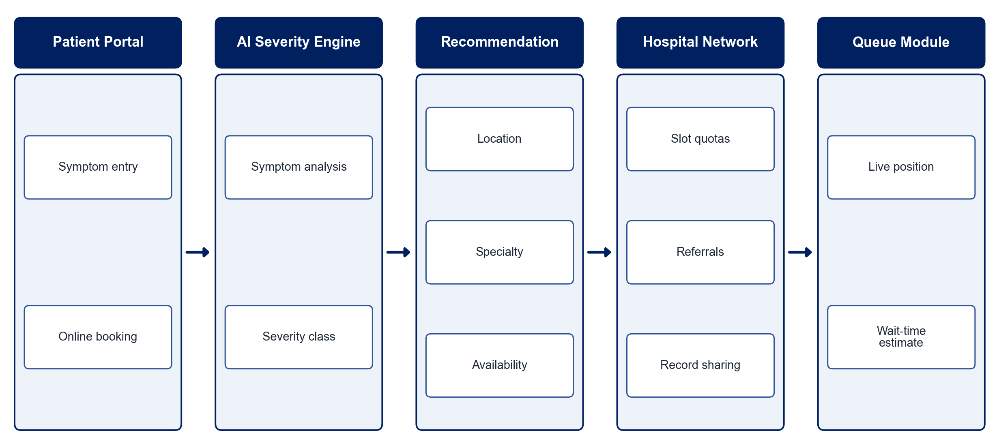 Patient Portal
Symptom entry
Online booking
AI Severity Engine
Symptom analysis
Severity class
Recommendation
Location
Specialty
Availability
Hospital Network
Slot quotas
Referrals
Record sharing
Queue Module
Live position
Wait-time
estimate